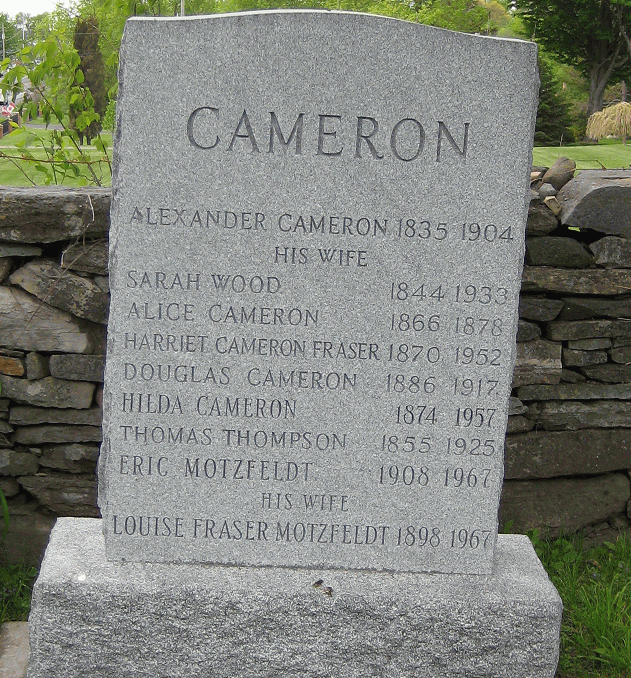 CAMERON
ALEXANDER CAMERON 1835 1904
HIS WIFE
SARAH WOOD 1844 1933
ALICE CAMERON 1866 1878
HARRIET CAMERON FRASER 1870 1952
DOUGLAS CAMERON 1886 1917
HILDA CAMERON 1874 1957
THOMAS THOMPSON 1855 1925
ERIC MOTZFELDT 1908 1967
HIS WIFE
LOUISE FRASER MOTZFELDT 1898 1967